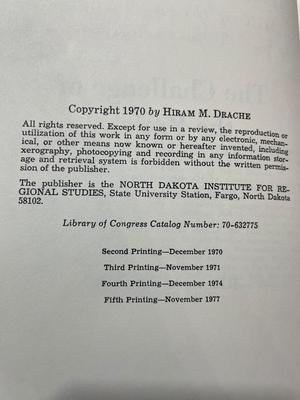 Copyright 1970 by HIRAM M. DRACHE
All rights reserved. Except for use in a review, the reproduction or
utilization of this work in any form or by any electronic, mechan-
ical, or other means now known or hereafter invented, including
xerography, photocopying and recording in any information stor-
age and retrieval system is forbidden without the written permis-
sion of the publisher.
The publisher is the NORTH DAKOTA INSTITUTE FOR RE-
GIONAL STUDIES, State University Station, Fargo, North Dakota
58102.
Library of Congress Catalog Number: 70-632775
Second Printing—December 1970
Third Printing—November 1971
Fourth Printing—December 1974
Fifth Printing—November 1977